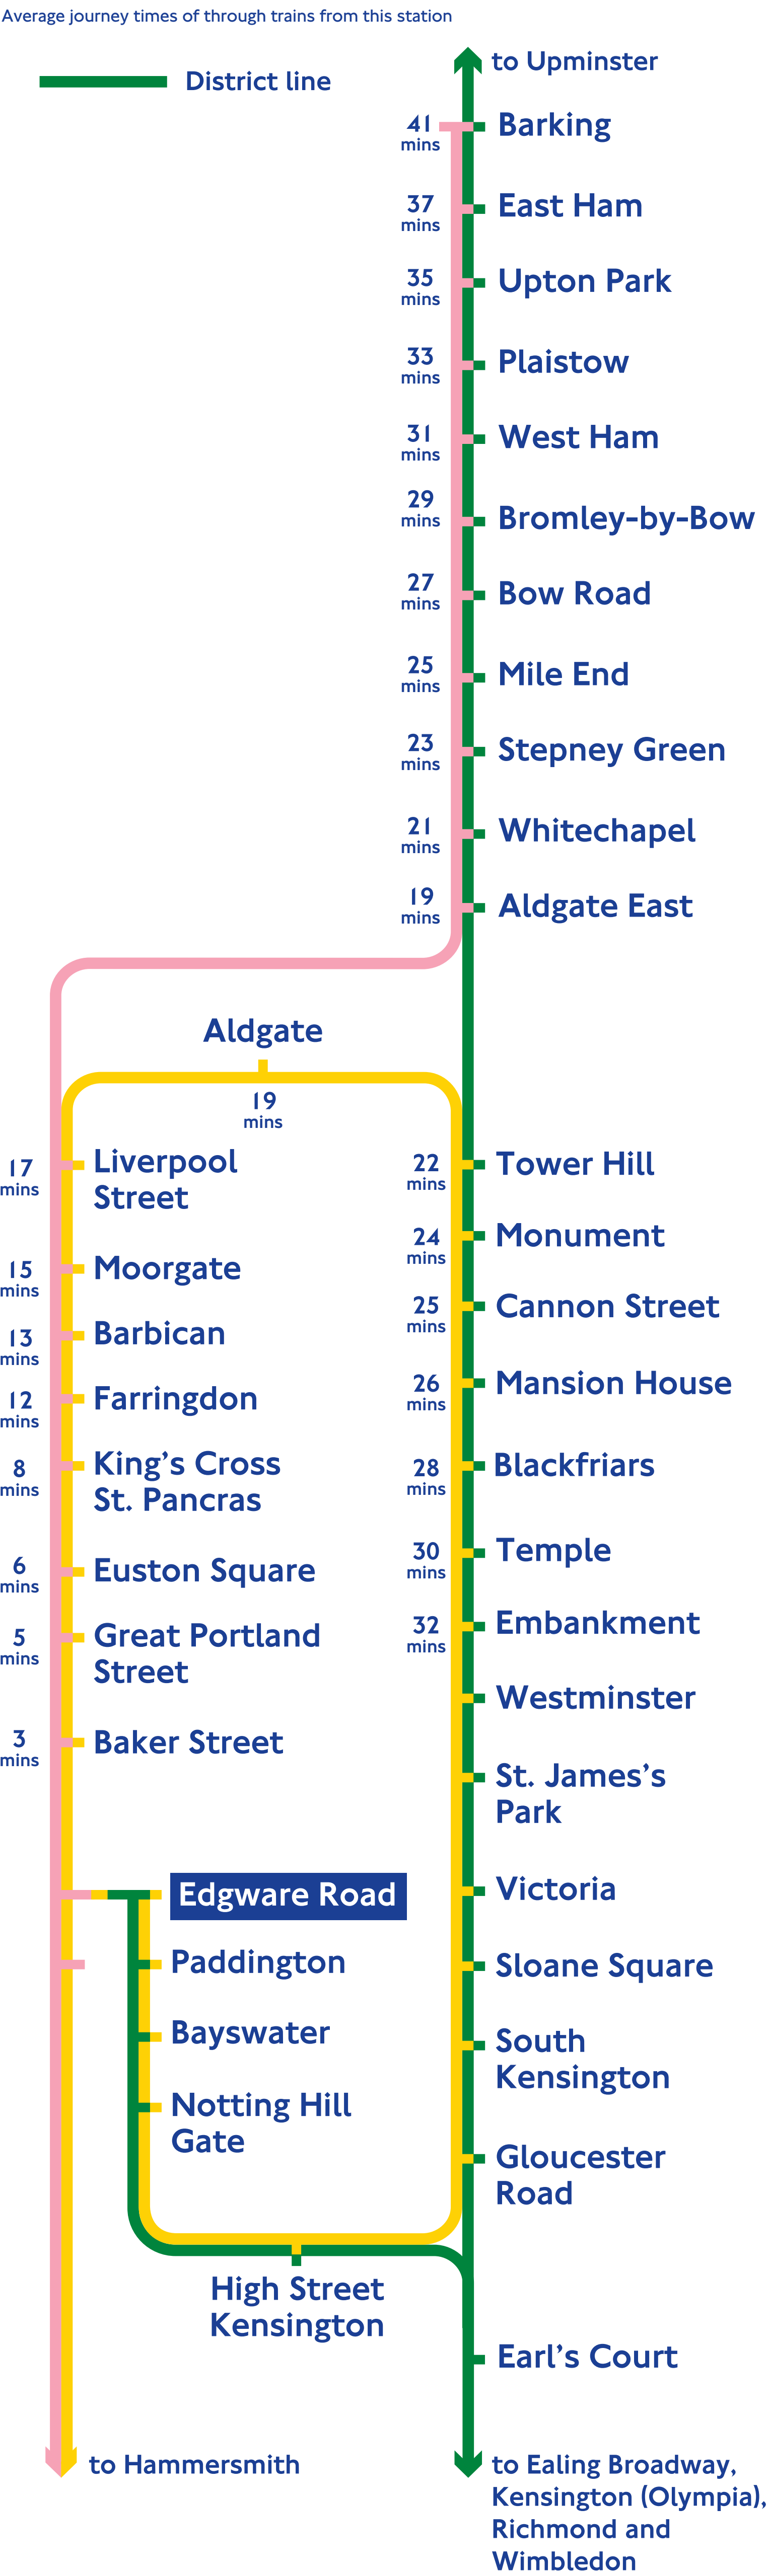 Average journey times of through trains from this station
District line
to Upminster
41
mins
Barking
37
mins
East Ham
35
mins
Upton Park
33
mins
Plaistow
31
mins
West Ham
29
mins
Bromley-by-Bow
27
mins
Bow Road
25
mins
Mile End
23
mins
Stepney Green
21
mins
Whitechapel
19
mins
Aldgate East
Aldgate
19
mins
17
mins
Liverpool
Street
15
mins
Moorgate
13
mins
Barbican
12
mins
Farringdon
8
mins
King's Cross
St. Pancras
6
mins
Euston Square
5
mins
Great Portland
Street
3
mins
Baker Street
Edgware Road
Paddington
Bayswater
Notting Hill
Gate
High Street
Kensington
to Hammersmith
22
mins
Tower Hill
24
mins
Monument
25
mins
Cannon Street
26
mins
Mansion House
28
mins
Blackfriars
30
mins
Temple
32
mins
Embankment
Westminster
St. James's
Park
Victoria
Sloane Square
South
Kensington
Gloucester
Road
Earl's Court
to Ealing Broadway,
Kensington (Olympia),
Richmond and
Wimbledon